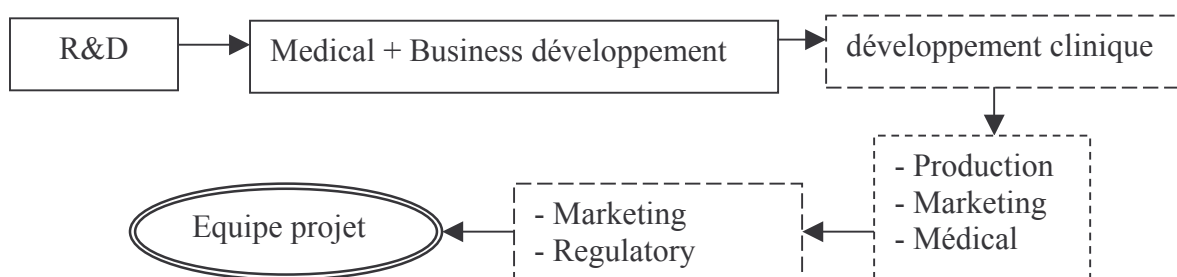 R&D
Medical + Business développement
développement clinique
- Production
- Marketing
- Médical
- Marketing
- Regulatory
Equipe projet